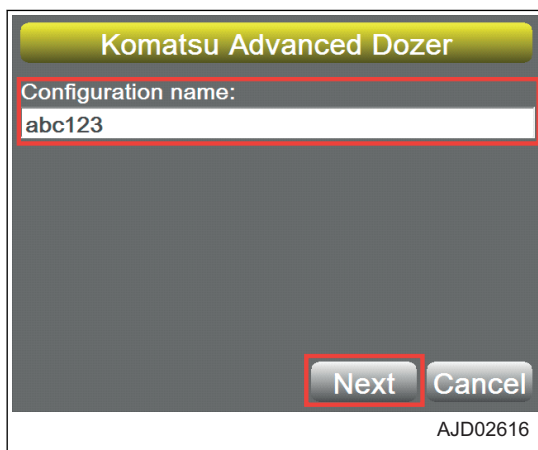 Komatsu Advanced Dozer
Configuration name:
abc123
Next Cancel
AJD02616